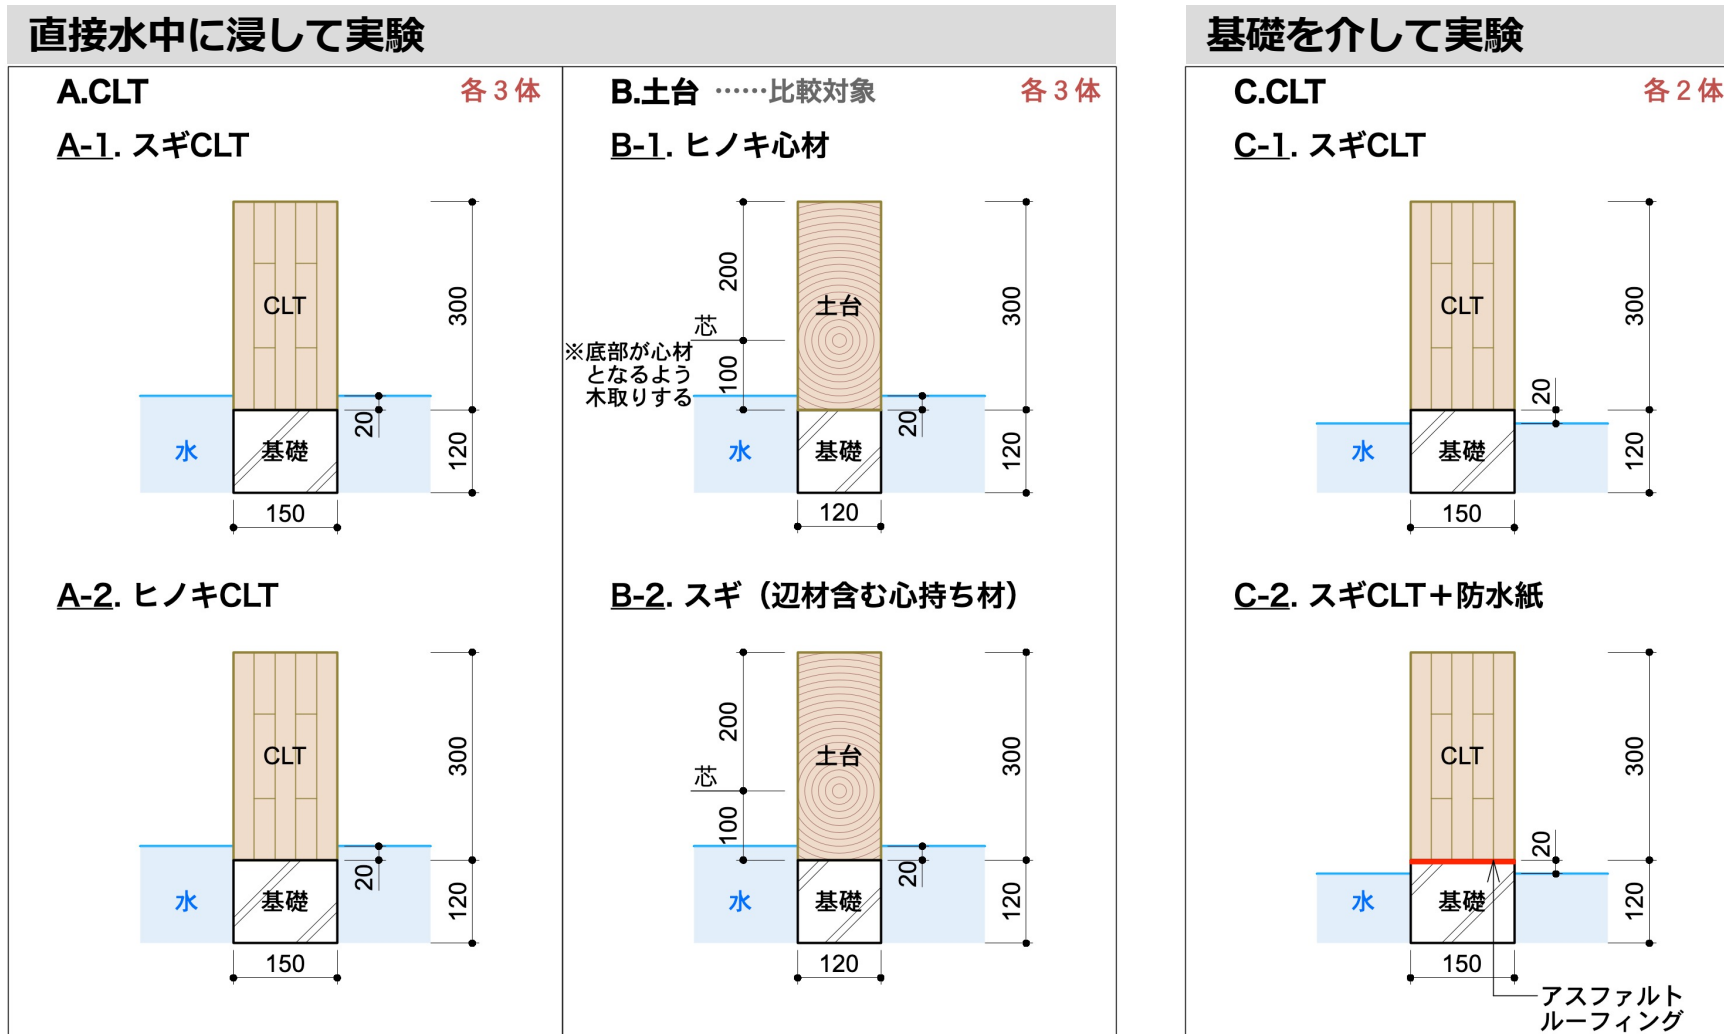 直接水中に浸して実験
A.CLT
各3体
A-1. スギCLT
CLT
300
水
基礎
20
120
150
A-2. ヒノキCLT
CLT
300
水
基礎
20
120
150
B.土台 ……比較対象
各3体
B-1. ヒノキ心材
200
芯
100
※底部が心材
となるよう
木取りする
土台
300
水
基礎
20
120
120
B-2. スギ（辺材含む心持ち材）
200
芯
100
土台
300
水
基礎
20
120
120
基礎を介して実験
C.CLT
各2体
C-1. スギCLT
CLT
300
20
水
基礎
120
150
C-2. スギCLT＋防水紙
CLT
300
20
水
基礎
120
150
アスファルト
ルーフィング